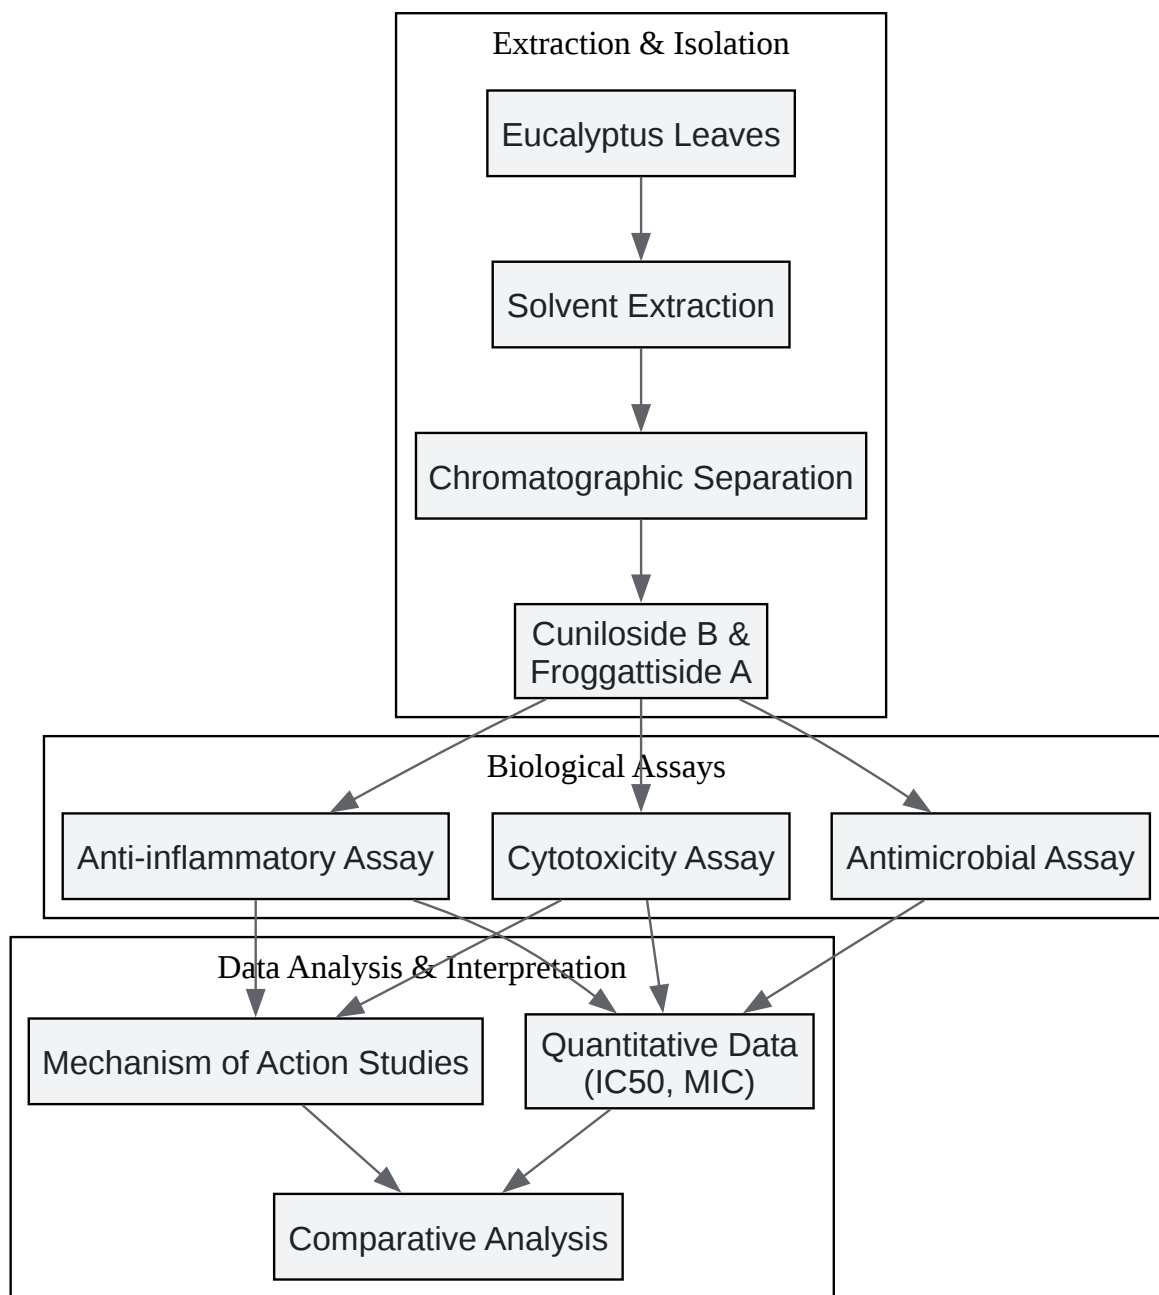 Extraction & Isolation
Eucalyptus Leaves
Solvent Extraction
Chromatographic Separation
Cuniloside B &
Froggattiside A
Biological Assays
Anti-inflammatory Assay
Cytotoxicity Assay
Antimicrobial Assay
Data Analysis & Interpretation
Mechanism of Action Studies
Quantitative Data
(IC50, MIC)
Comparative Analysis